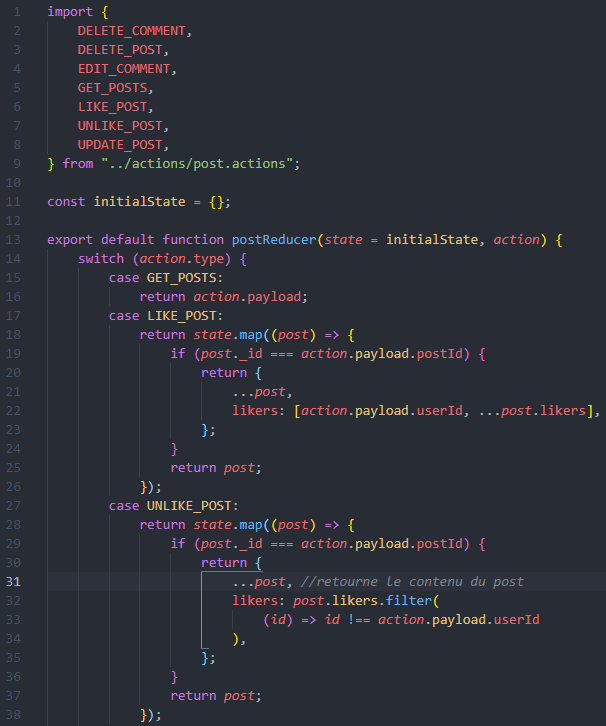 1 import {
2     DELETE_COMMENT,
3     DELETE_POST,
4     EDIT_COMMENT,
5     GET_POSTS,
6     LIKE_POST,
7     UNLIKE_POST,
8     UPDATE_POST,
9 } from "../actions/post.actions";
10
11 const initialState = {};
12
13 export default function postReducer(state = initialState, action) {
14     switch (action.type) {
15         case GET_POSTS:
16             return action.payload;
17         case LIKE_POST:
18             return state.map((post) => {
19                 if (post._id === action.payload.postId) {
20                     return {
21                         ...post,
22                         likers: [action.payload.userId, ...post.likers],
23                     };
24                 }
25                 return post;
26             });
27         case UNLIKE_POST:
28             return state.map((post) => {
29                 if (post._id === action.payload.postId) {
30                     return {
31                         ...post, //retourne le contenu du post
32                         likers: post.likers.filter(
33                             (id) => id !== action.payload.userId
34                         ),
35                     };
36                 }
37                 return post;
38             });